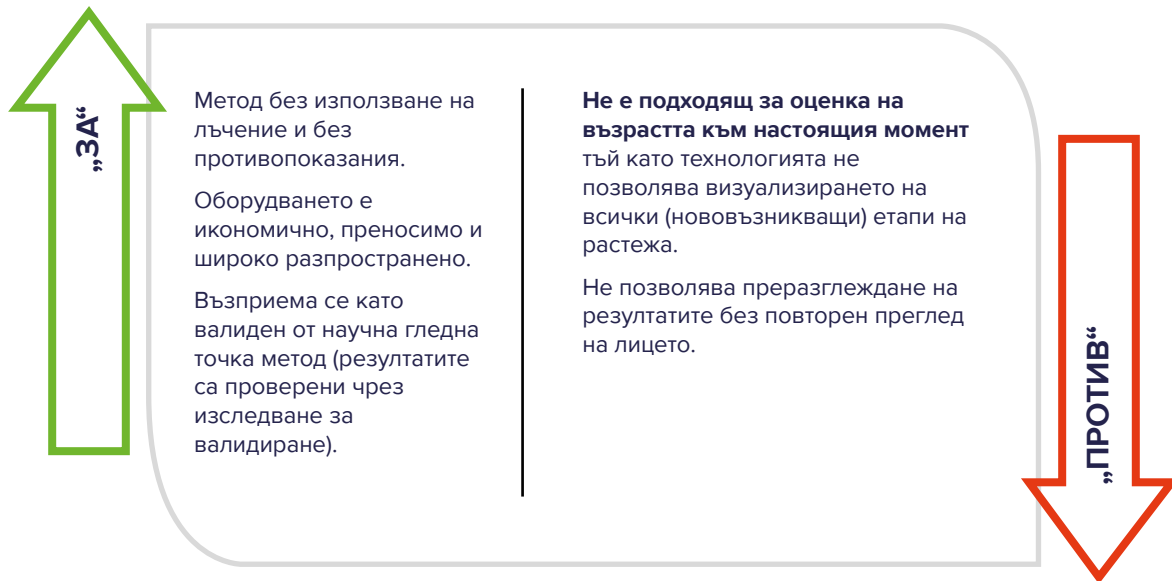 „ЗА“
Метод без използване на
лъчение и без
противопоказания.
Оборудването е
икономично, преносимо и
широко разпространено.
Възприема се като
валиден от научна гледна
точка метод (резултатите
са проверени чрез
изследване за
валидиране).
Не е подходящ за оценка на
възрастта към настоящия момент
тъй като технологията не
позволява визуализирането на
всички (нововъзникващи) етапи на
растежа.
Не позволява преразглеждане на
резултатите без повторен преглед
на лицето.
„ПРОТИВ“